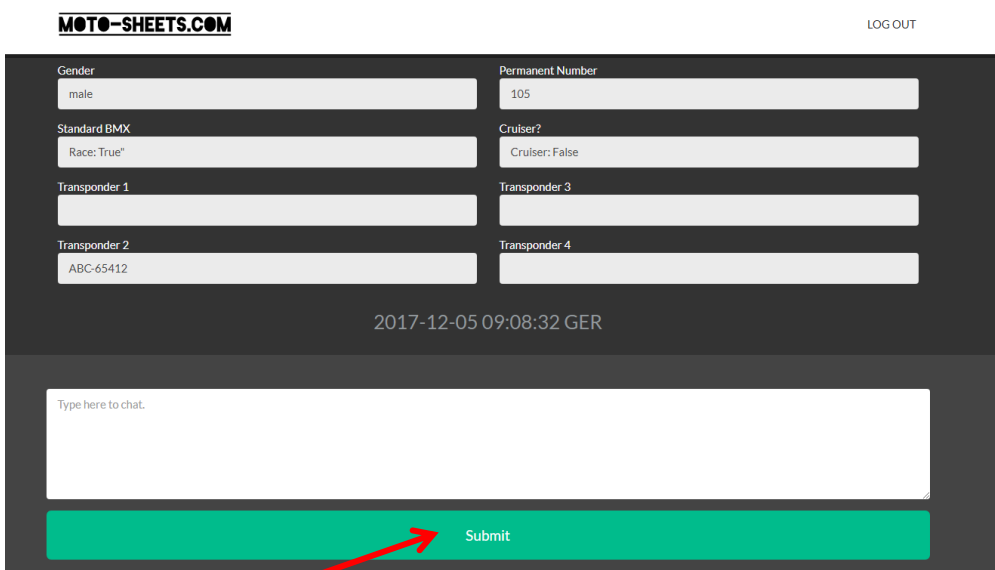 MOTO-SHEETS.COM
LOG OUT
Gender
Permanent Number
male
105
Standard BMX
Cruiser?
Race: True"
Cruiser: False
Transponder 1
Transponder 3
Transponder 2
Transponder 4
ABC-65412
2017-12-05 09:08:32 GER
Type here to chat.
Submit